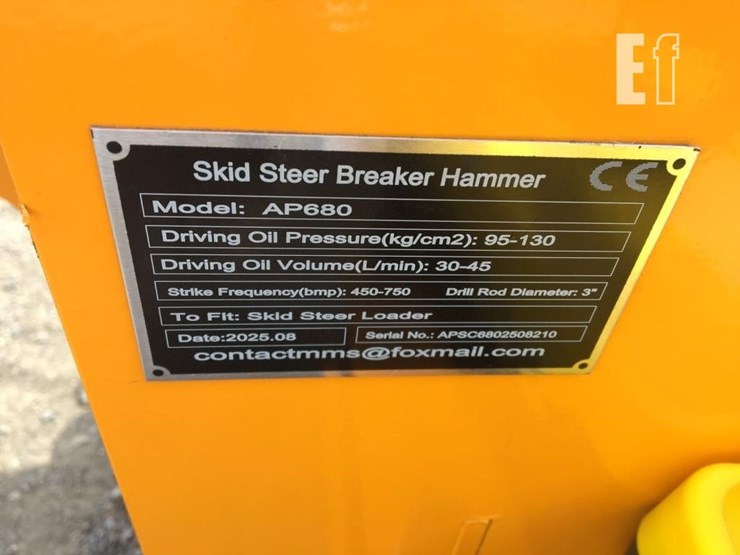 Ef
Skid Steer Breaker Hammer CE
Model: AP680
Driving Oil Pressure(kg/cm2): 95-130
Driving Oil Volume(L/min): 30-45
Strike Frequency(bmp): 450-750 Drill Rod Diameter: 3"
To Fit: Skid Steer Loader
Date:2025.08 Serial No.: APSC6802508210
contactmms@foxmail.com